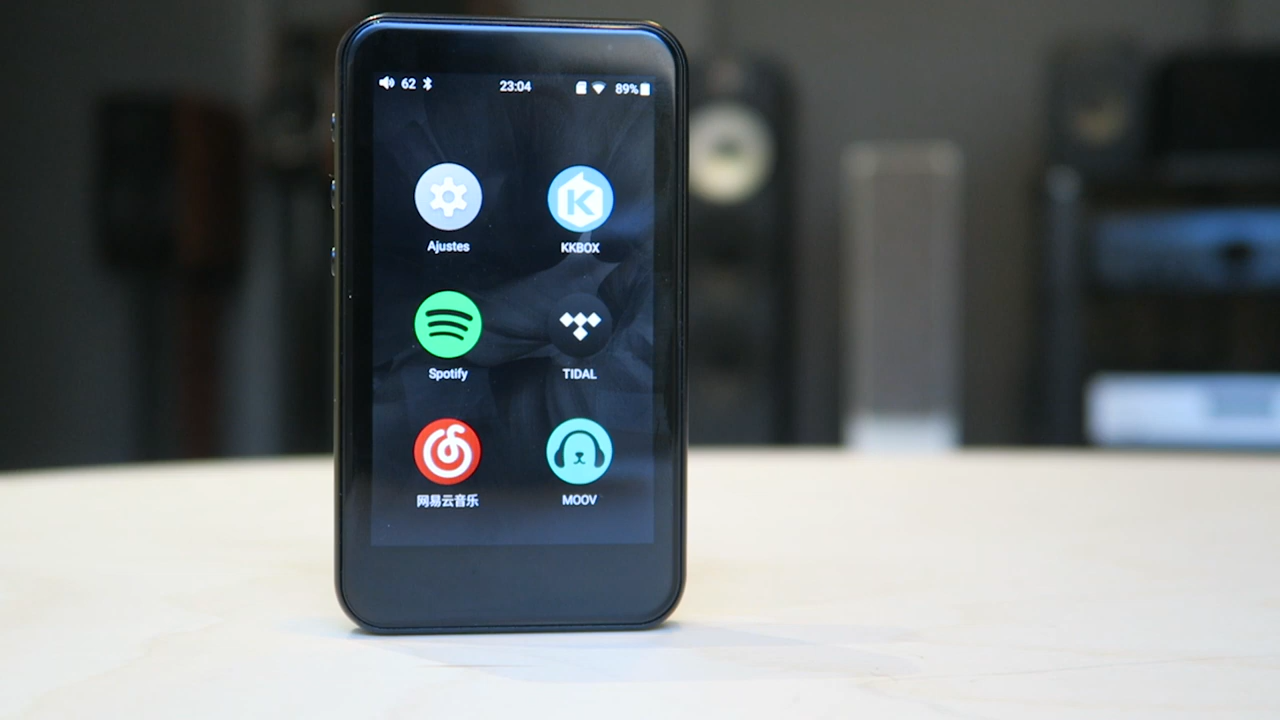 62 23:04 89%
Ajustes KKBOX
K
Spotify TIDAL
网易云音乐 MOOV